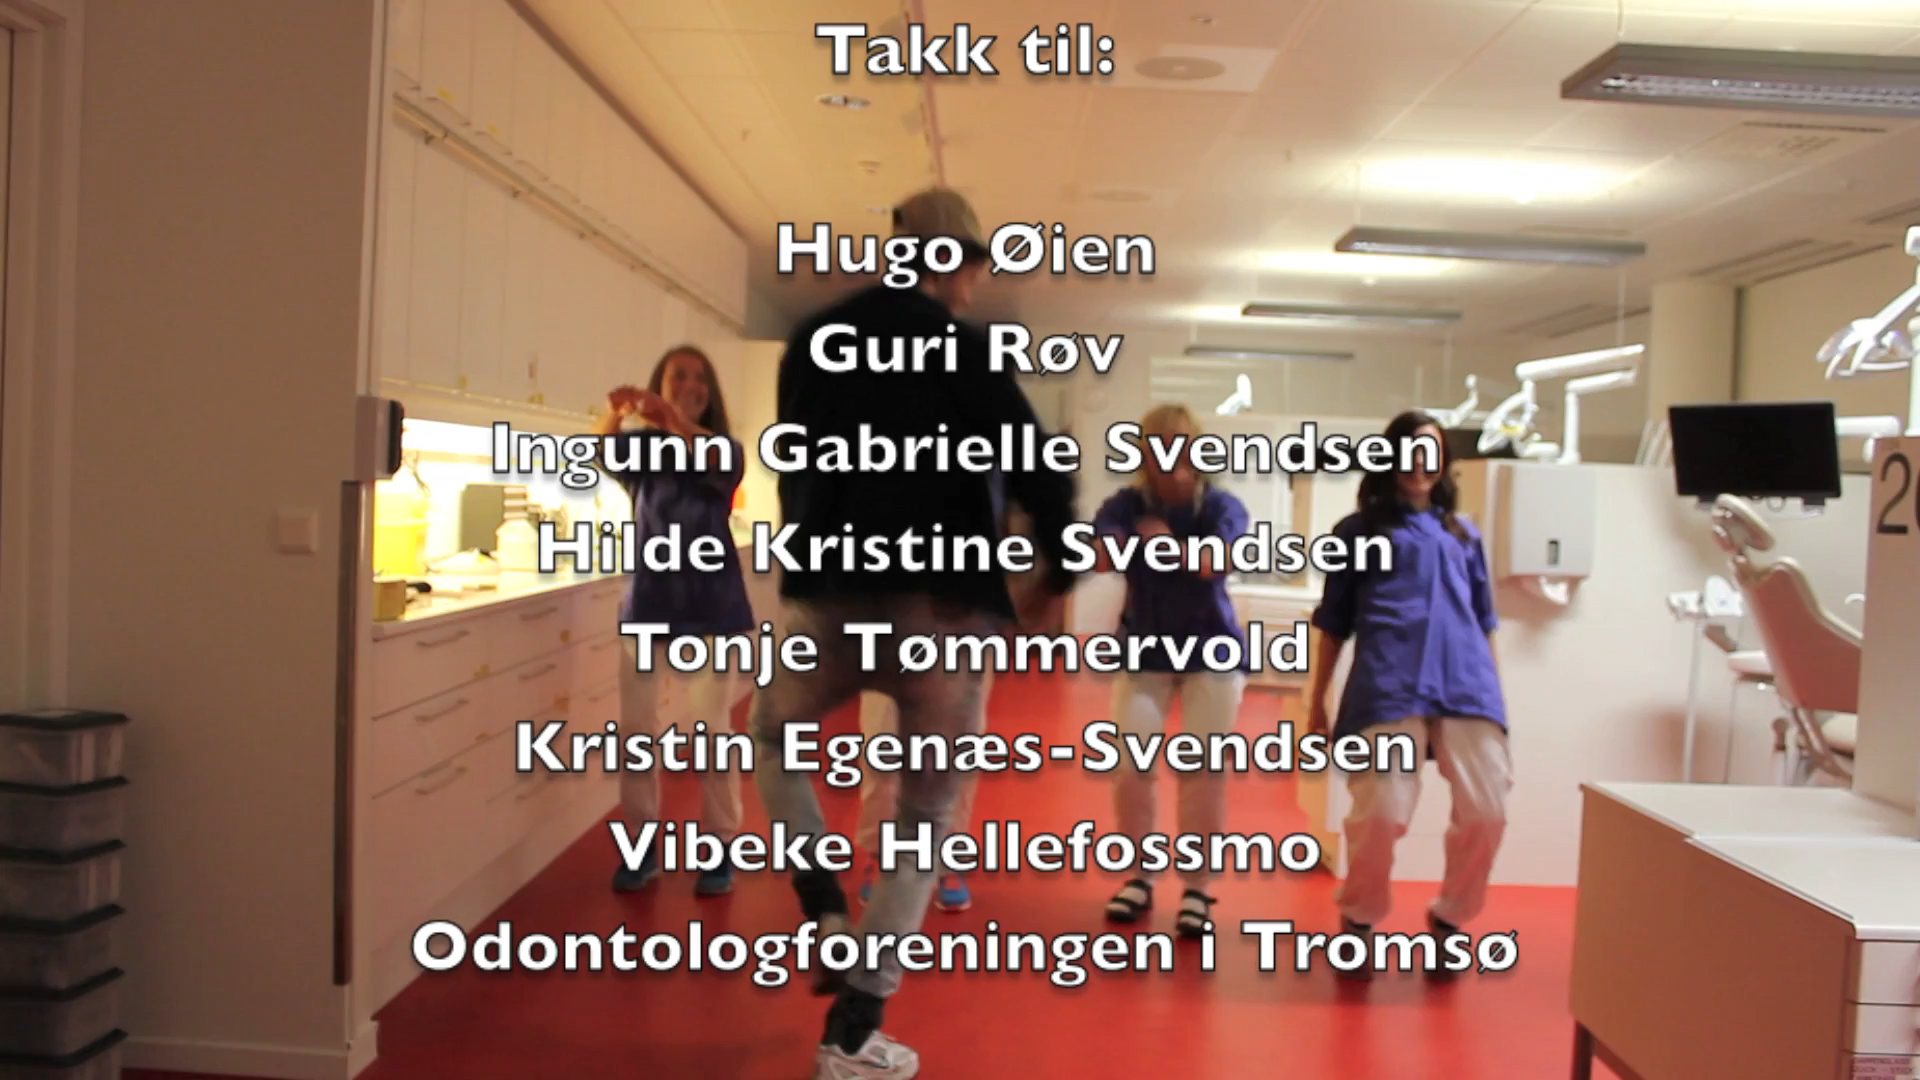 Takk til:
Hugo Øien
Guri Røv
Ingunn Gabrielle Svendsen
Hilde Kristine Svendsen
Tonje Tømmervold
Kristin Egenæs-Svendsen
Vibeke Hellefossmo
Odontologforeningen i Tromsø